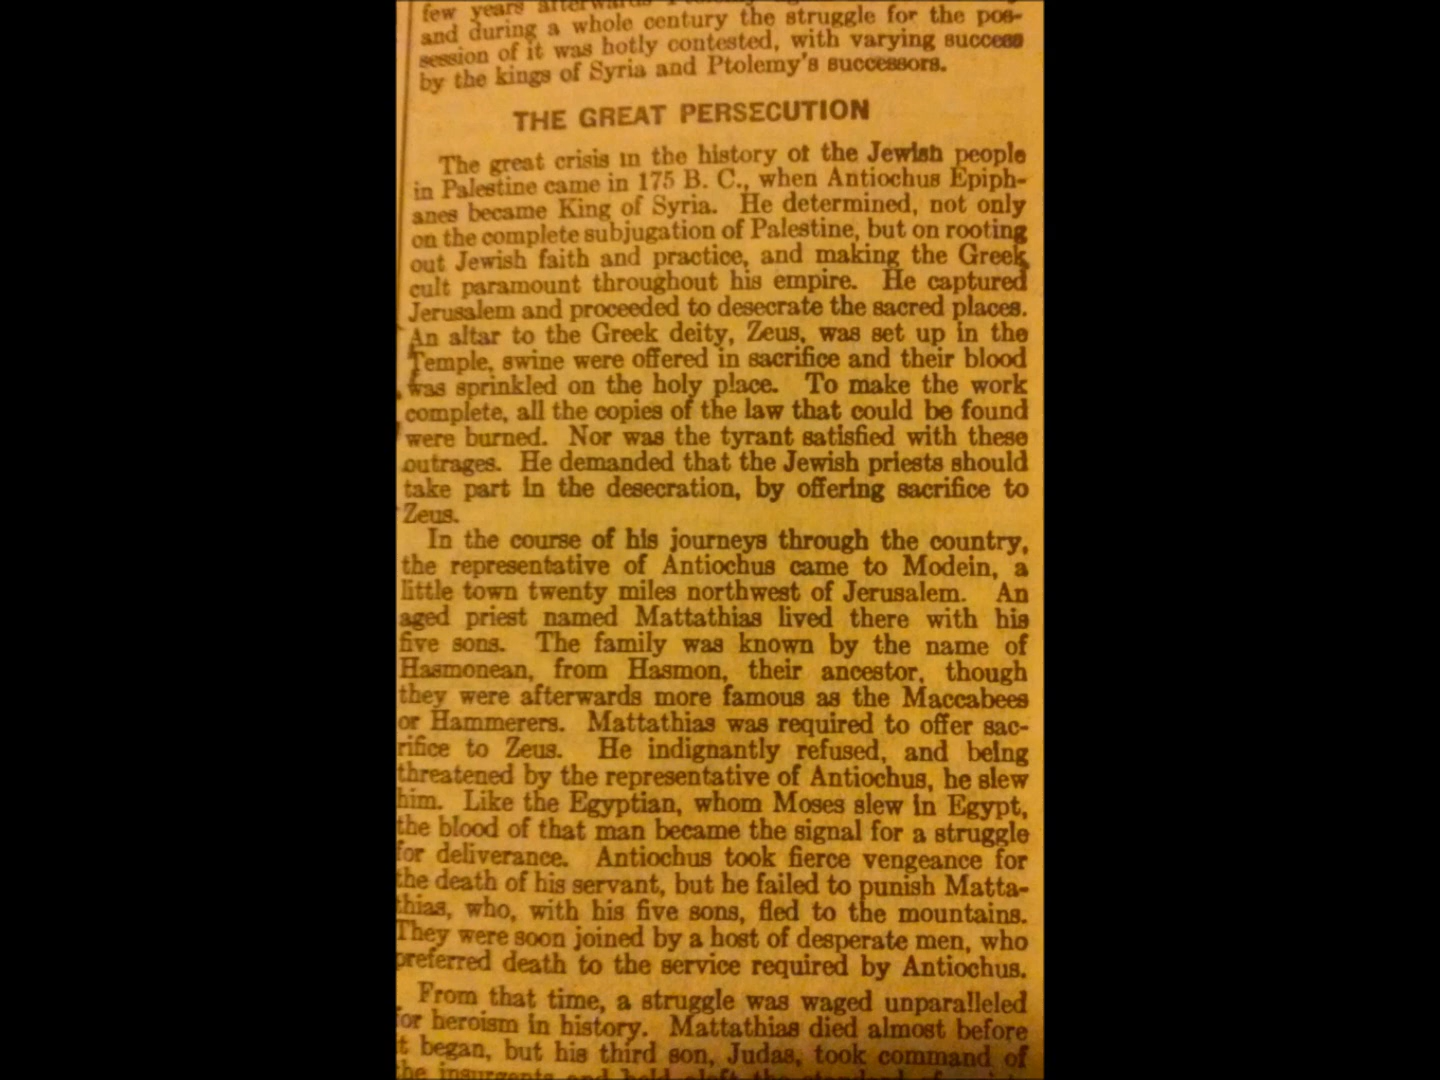 few years afterwards Ptolemy
and during a whole century the struggle for the pos-
session of it was hotly contested, with varying success
by the kings of Syria and Ptolemy's successors.
THE GREAT PERSECUTION
The great crisis in the history of the Jewish people
in Palestine came in 175 B. C., when Antiochus Epiph-
anes became King of Syria. He determined, not only
on the complete subjugation of Palestine, but on rooting
out Jewish faith and practice, and making the Greek
cult paramount throughout his empire. He captured
Jerusalem and proceeded to desecrate the sacred places.
An altar to the Greek deity, Zeus, was set up in the
Temple, swine were offered in sacrifice and their blood
was sprinkled on the holy place. To make the work
complete, all the copies of the law that could be found
were burned. Nor was the tyrant satisfied with these
outrages. He demanded that the Jewish priests should
take part in the desecration, by offering sacrifice to
Zeus.
In the course of his journeys through the country,
the representative of Antiochus came to Modein, a
little town twenty miles northwest of Jerusalem. An
aged priest named Mattathias lived there with his
five sons. The family was known by the name of
Hasmonean, from Hasmon, their ancestor, though
they were afterwards more famous as the Maccabees
or Hammerers. Mattathias was required to offer sac-
rifice to Zeus. He indignantly refused, and being
threatened by the representative of Antiochus, he slew
him. Like the Egyptian, whom Moses slew in Egypt,
the blood of that man became the signal for a struggle
for deliverance. Antiochus took fierce vengeance for
the death of his servant, but he failed to punish Matta-
thias, who, with his five sons, fled to the mountains.
They were soon joined by a host of desperate men, who
preferred death to the service required by Antiochus.
From that time, a struggle was waged unparalleled
for heroism in history. Mattathias died almost before
it began, but his third son, Judas, took command of
the insurgents and held aloft the standard of